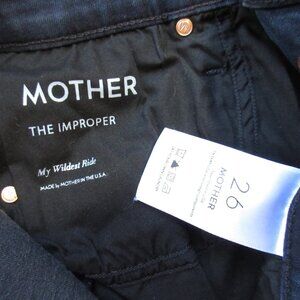 MOTHER
THE IMPROPER
My Wildest Ride
MADE by MOTHER IN THE U.S.A.
26
MOTHER